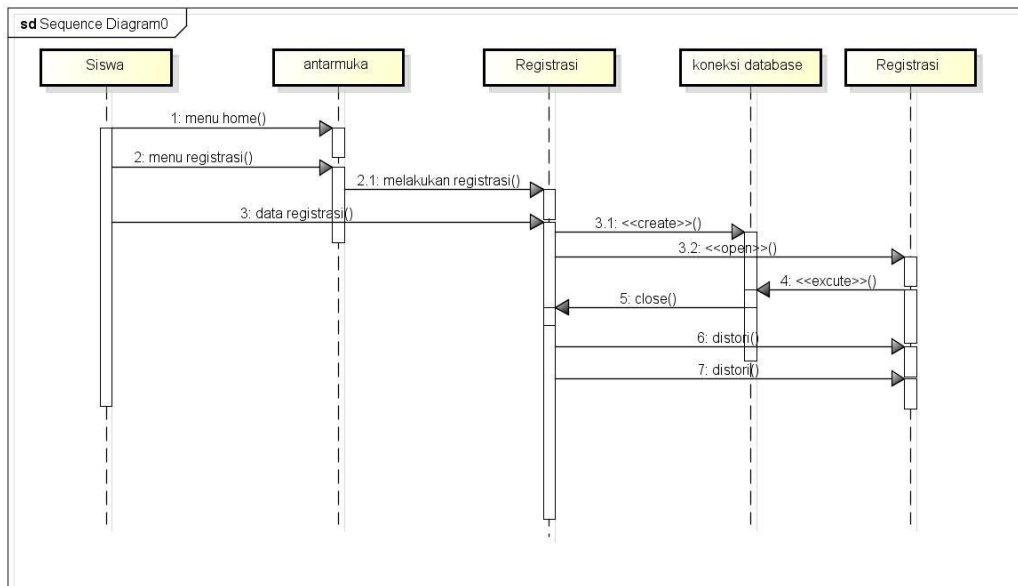 sd Sequence Diagram0
Siswa
antarmuka
Registrasi
koneksi database
Registrasi
1: menu home()
2: menu registrasi()
2.1: melakukan registrasi()
3: data registrasi()
3.1: <<create>>()
3.2: <<open>>()
4: <<excute>>()
5: close()
6: distori()
7: distori()